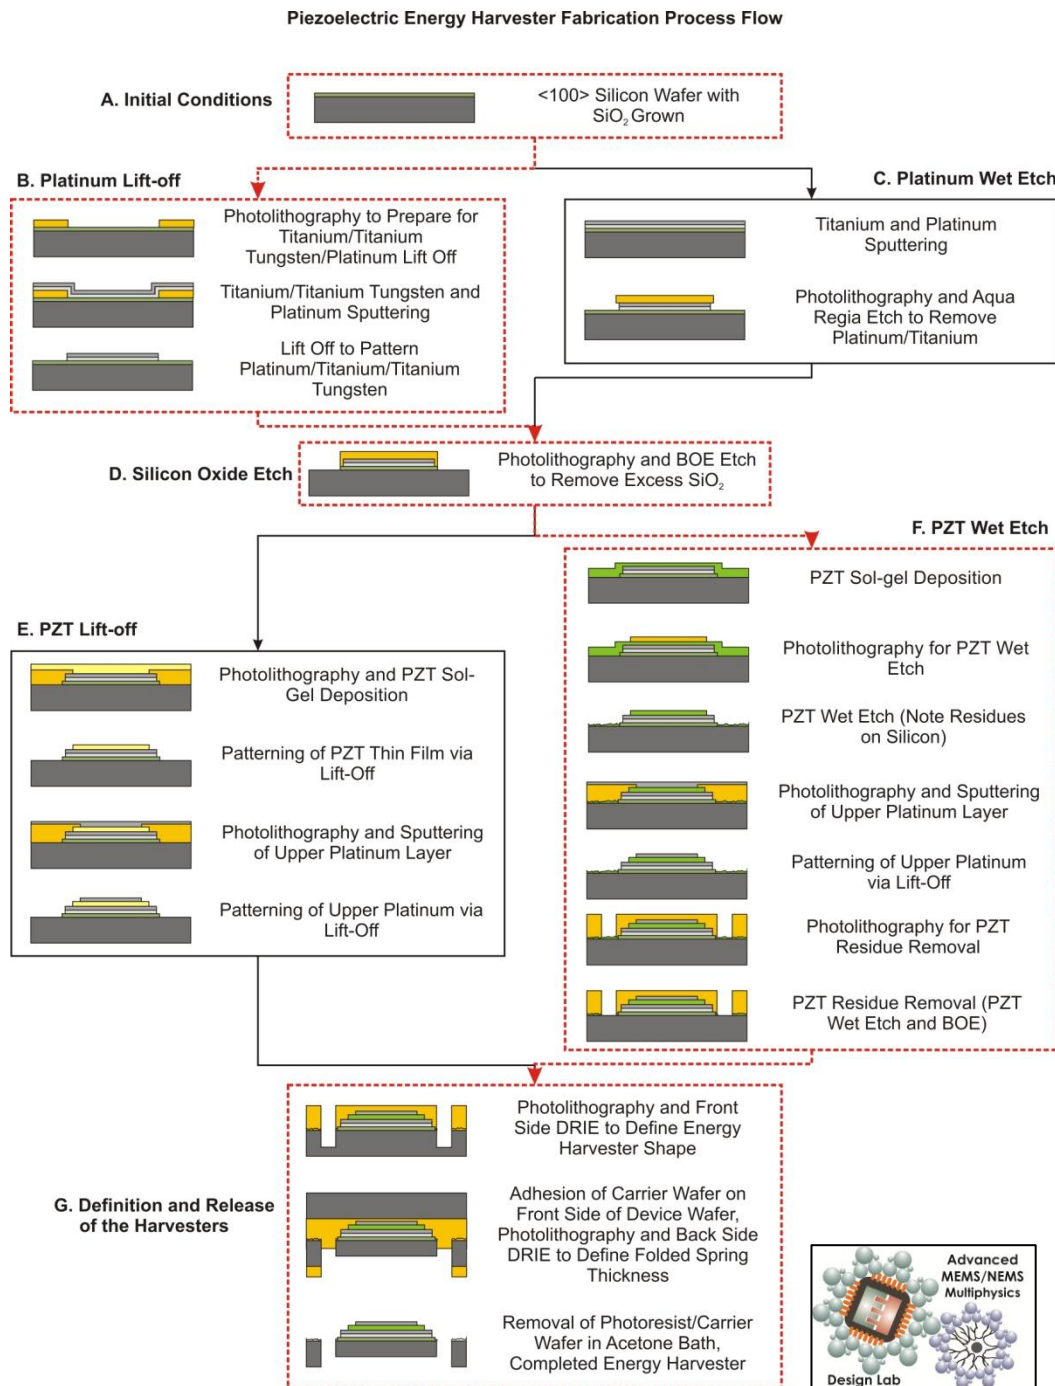 Piezoelectric Energy Harvester Fabrication Process Flow
A. Initial Conditions
<100> Silicon Wafer with
SiO₂ Grown
B. Platinum Lift-off
Photolithography to Prepare for
Titanium/Titanium
Tungsten/Platinum Lift Off
Titanium/Titanium Tungsten and
Platinum Sputtering
Lift Off to Pattern
Platinum/Titanium/Titanium
Tungsten
C. Platinum Wet Etch
Titanium and Platinum
Sputtering
Photolithography and Aqua
Regia Etch to Remove
Platinum/Titanium
D. Silicon Oxide Etch
Photolithography and BOE Etch
to Remove Excess SiO₂
E. PZT Lift-off
Photolithography and PZT Sol-
Gel Deposition
Patterning of PZT Thin Film via
Lift-Off
Photolithography and Sputtering
of Upper Platinum Layer
Patterning of Upper Platinum via
Lift-Off
F. PZT Wet Etch
PZT Sol-gel Deposition
Photolithography for PZT Wet
Etch
PZT Wet Etch (Note Residues
on Silicon)
Photolithography and Sputtering of
Upper Platinum Layer
Patterning of Upper Platinum
via Lift-Off
Photolithography for PZT
Residue Removal
PZT Residue Removal (PZT
Wet Etch and BOE)
G. Definition and Release
of the Harvesters
Photolithography and Front
Side DRIE to Define Energy
Harvester Shape
Adhesion of Carrier Wafer on
Front Side of Device Wafer,
Photolithography and Back Side
DRIE to Define Folded Spring
Thickness
Removal of Photoresist/Carrier
Wafer in Acetone Bath,
Completed Energy Harvester
Advanced
MEMS/NEMS
Multiphysics
Design Lab